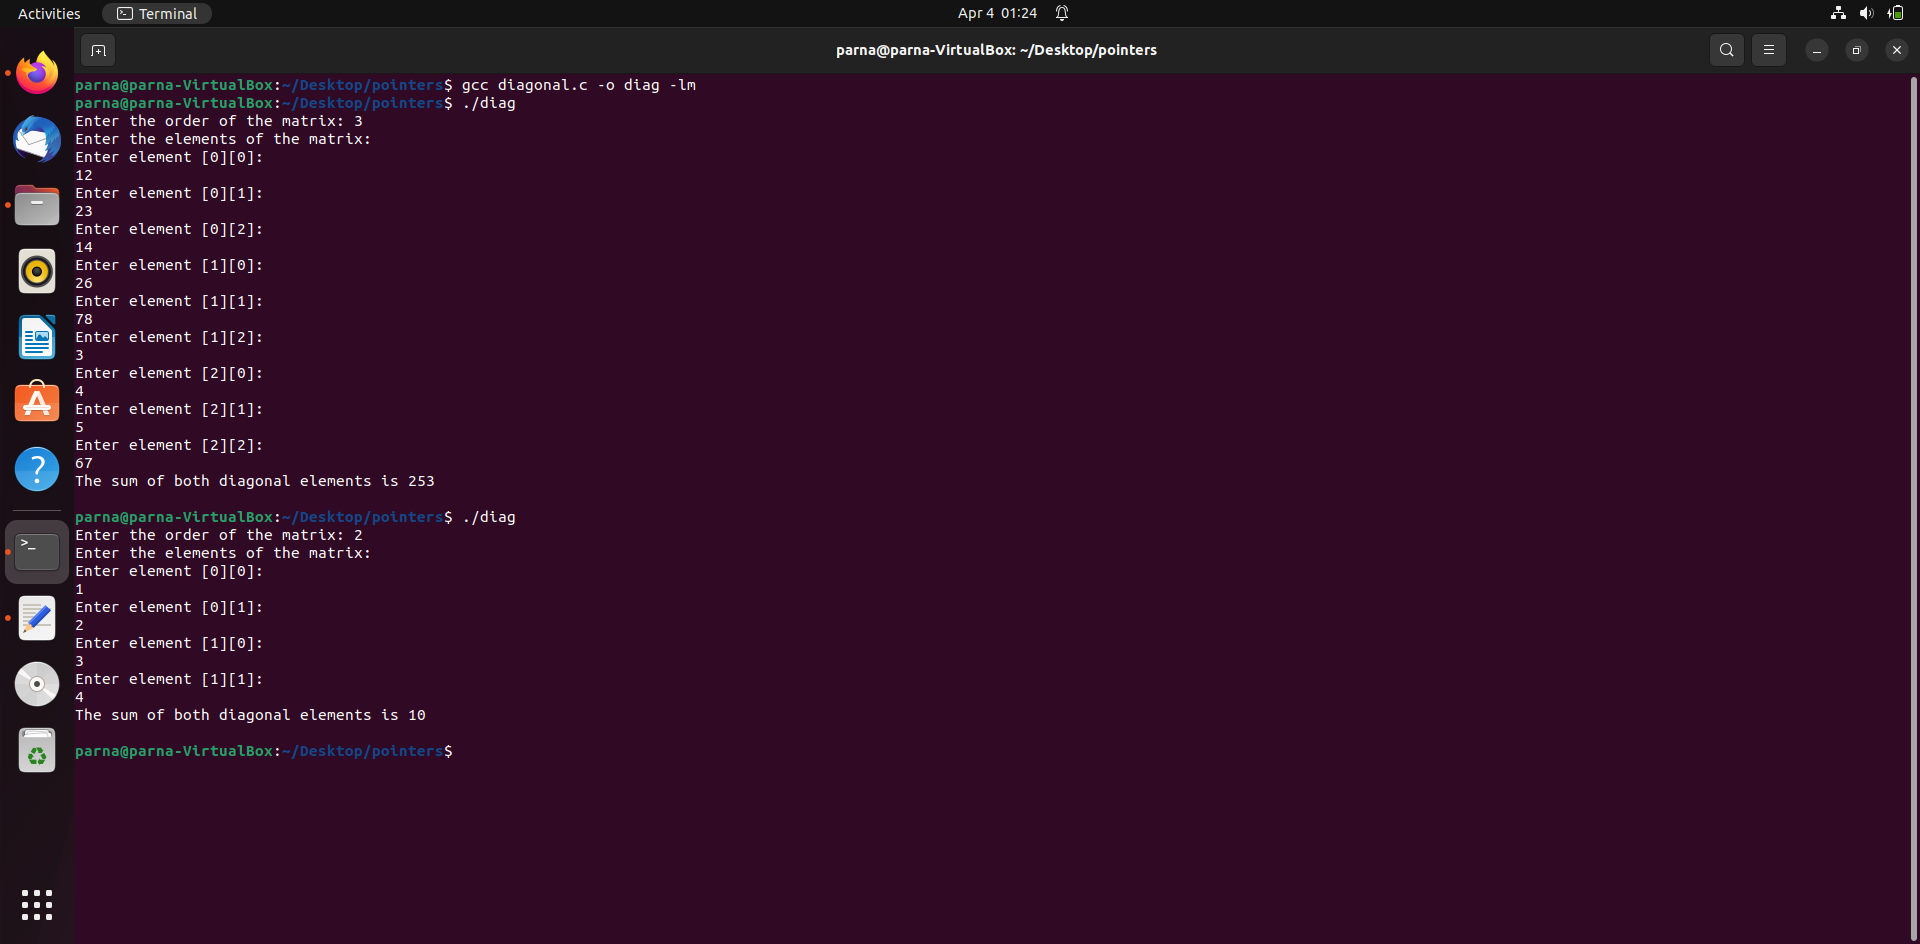 Activities
Terminal
Apr 4 01:24
parna@parna-VirtualBox: ~/Desktop/pointers
parna@parna-VirtualBox:~/Desktop/pointers$ gcc diagonal.c -o diag -lm
parna@parna-VirtualBox:~/Desktop/pointers$ ./diag
Enter the order of the matrix: 3
Enter the elements of the matrix:
Enter element [0][0]:
12
Enter element [0][1]:
23
Enter element [0][2]:
14
Enter element [1][0]:
26
Enter element [1][1]:
78
Enter element [1][2]:
3
Enter element [2][0]:
4
Enter element [2][1]:
5
Enter element [2][2]:
67
The sum of both diagonal elements is 253
parna@parna-VirtualBox:~/Desktop/pointers$ ./diag
Enter the order of the matrix: 2
Enter the elements of the matrix:
Enter element [0][0]:
1
Enter element [0][1]:
2
Enter element [1][0]:
3
Enter element [1][1]:
4
The sum of both diagonal elements is 10
parna@parna-VirtualBox:~/Desktop/pointers$